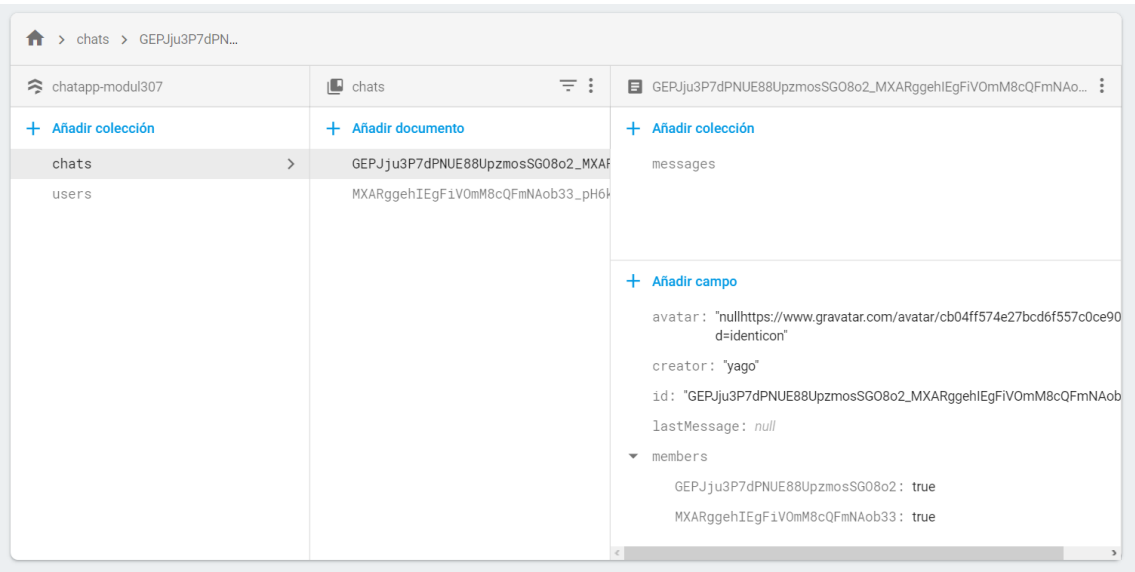 chats > GEPJju3P7dPN...
chatapp-modul307
chats
GEPJju3P7dPNUE88UpzmosSGO8o2_MXARggehIEgFiVOmM8cQFmNAo...
+ Añadir colección
+ Añadir documento
+ Añadir colección
chats
users
GEPJju3P7dPNUE88UpzmosSGO8o2_MXAR
MXARggehIEgFiVOmM8cQFmNAob33_pH6k
messages
+ Añadir campo
avatar: "nullhttps://www.gravatar.com/avatar/cb04ff574e27bcd6f557c0ce90
d=identicon"
creator: "yago"
id: "GEPJju3P7dPNUE88UpzmosSGO8o2_MXARggehIEgFiVOmM8cQFmNAob
lastMessage: null
members
GEPJju3P7dPNUE88UpzmosSGO8o2: true
MXARggehIEgFiVOmM8cQFmNAob33: true